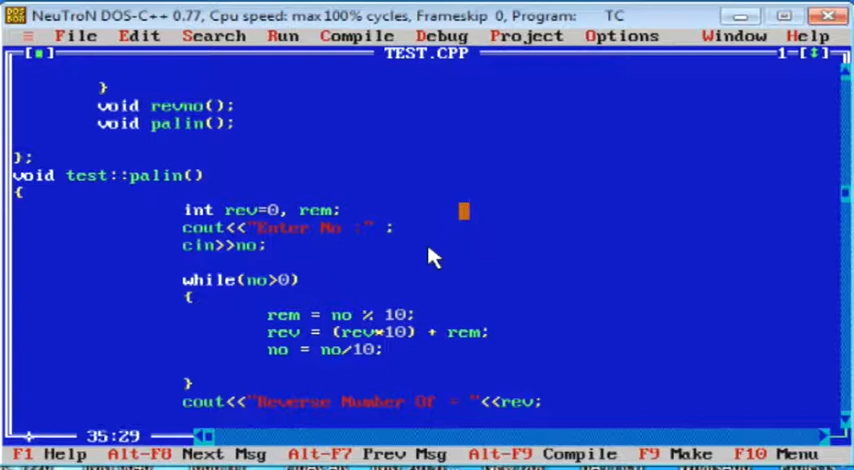 NeuTroN DOS-C++ 0.77, Cpu speed: max 100% cycles, Frameskip 0, Program: TC
≡ File Edit Search Run Compile Debug Project Options Window Help
[■] TEST.CPP 1=[↕]
}
void revno();
void palin();
};
void test::palin()
{
int rev=0, rem;
cout<<"Enter No :" ;
cin>>no;
while(no>0)
{
rem = no % 10;
rev = (rev*10) + rem;
no = no/10;
}
cout<<"Reverse Number Of = "<<rev;
35:29
F1 Help Alt-F8 Next Msg Alt-F7 Prev Msg Alt-F9 Compile F9 Make F10 Menu